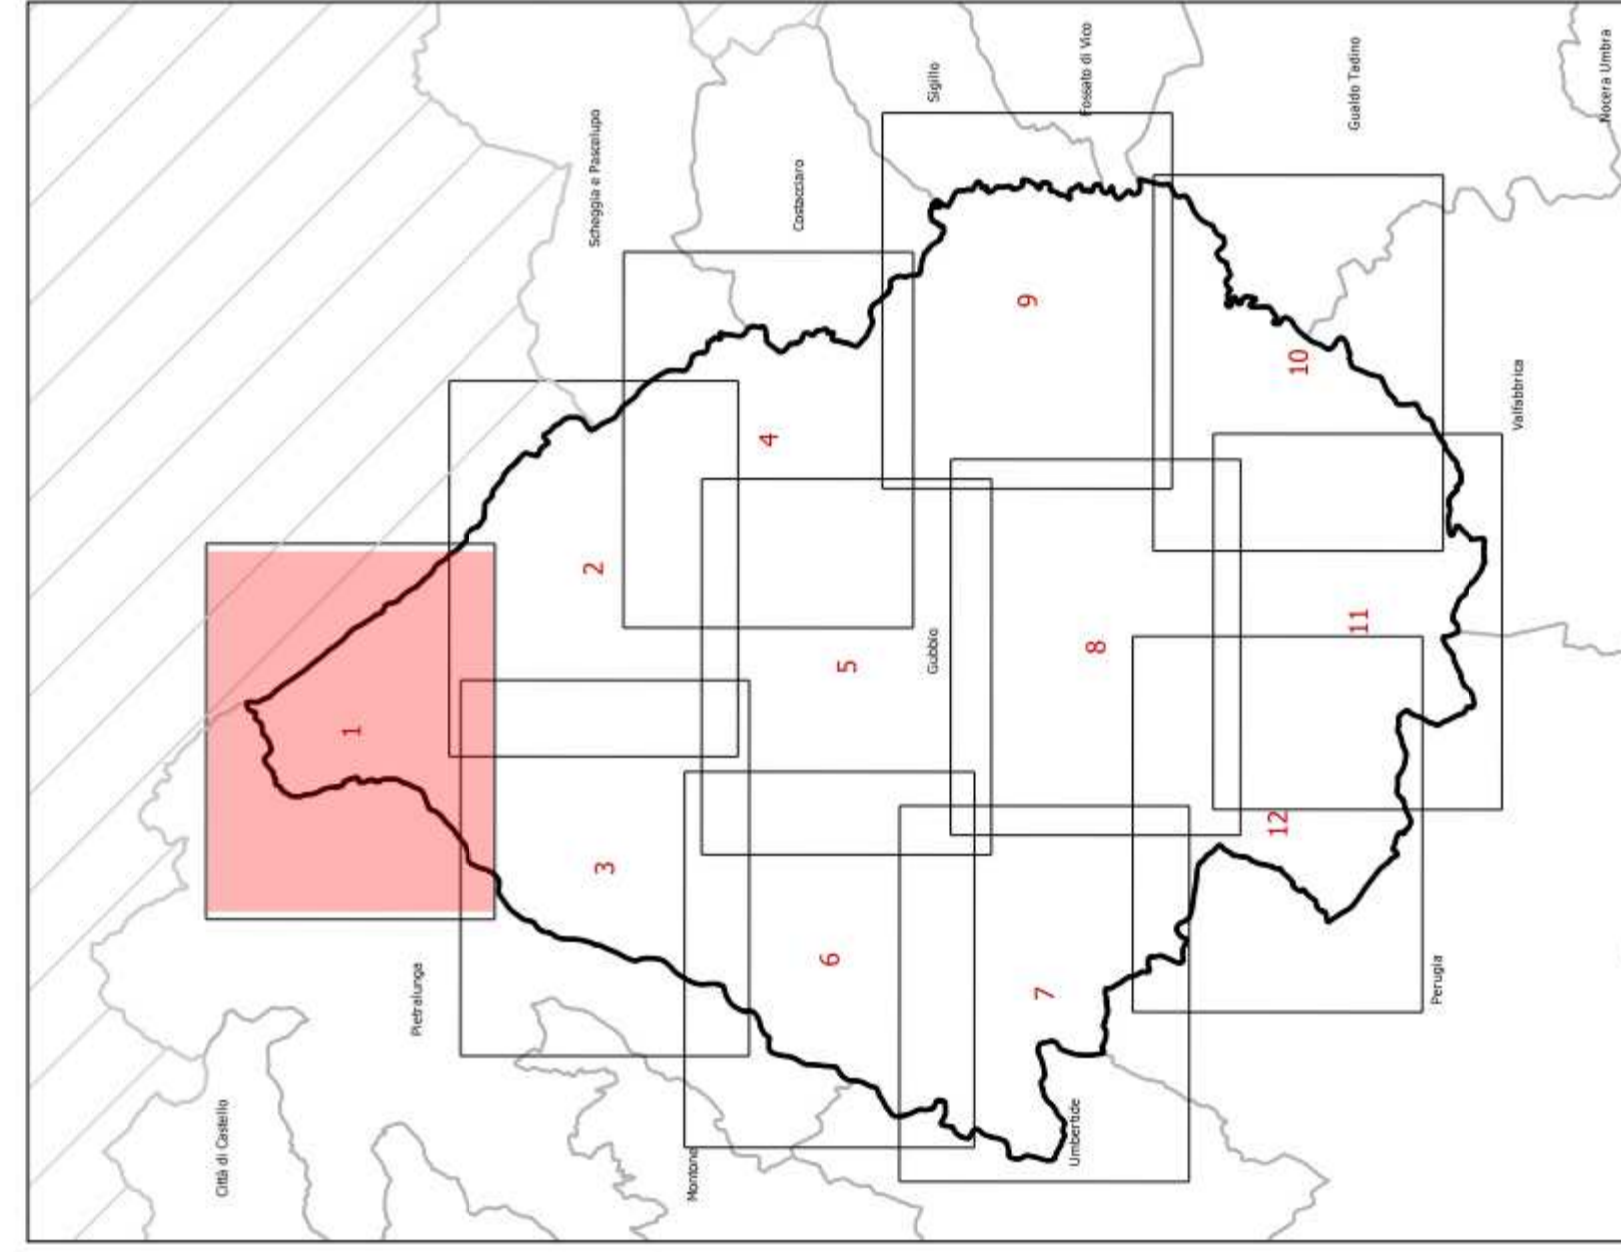 Città di Castello
1
Pietralunga
2
Scheggia e Pascelupo
3
Montone
4
Costacciaro
6
5
Gubbio
Sigillo
9
7
Umbertide
Fossato di Vico
8
12
10
Gualdo Tadino
11
Perugia
Valfabbrica
Nocera Umbra